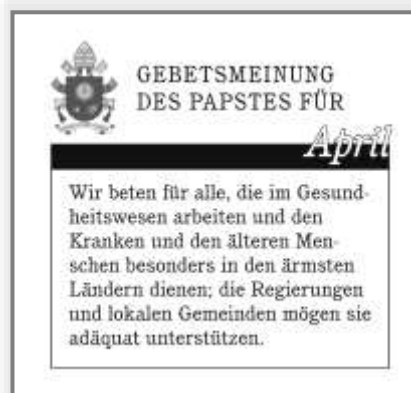 GEBETSMEINUNG
DES PAPSTES FÜR
April
Wir beten für alle, die im Gesund-
heitswesen arbeiten und den
Kranken und den älteren Men-
schen besonders in den ärmsten
Ländern dienen; die Regierungen
und lokalen Gemeinden mögen sie
adäquat unterstützen.